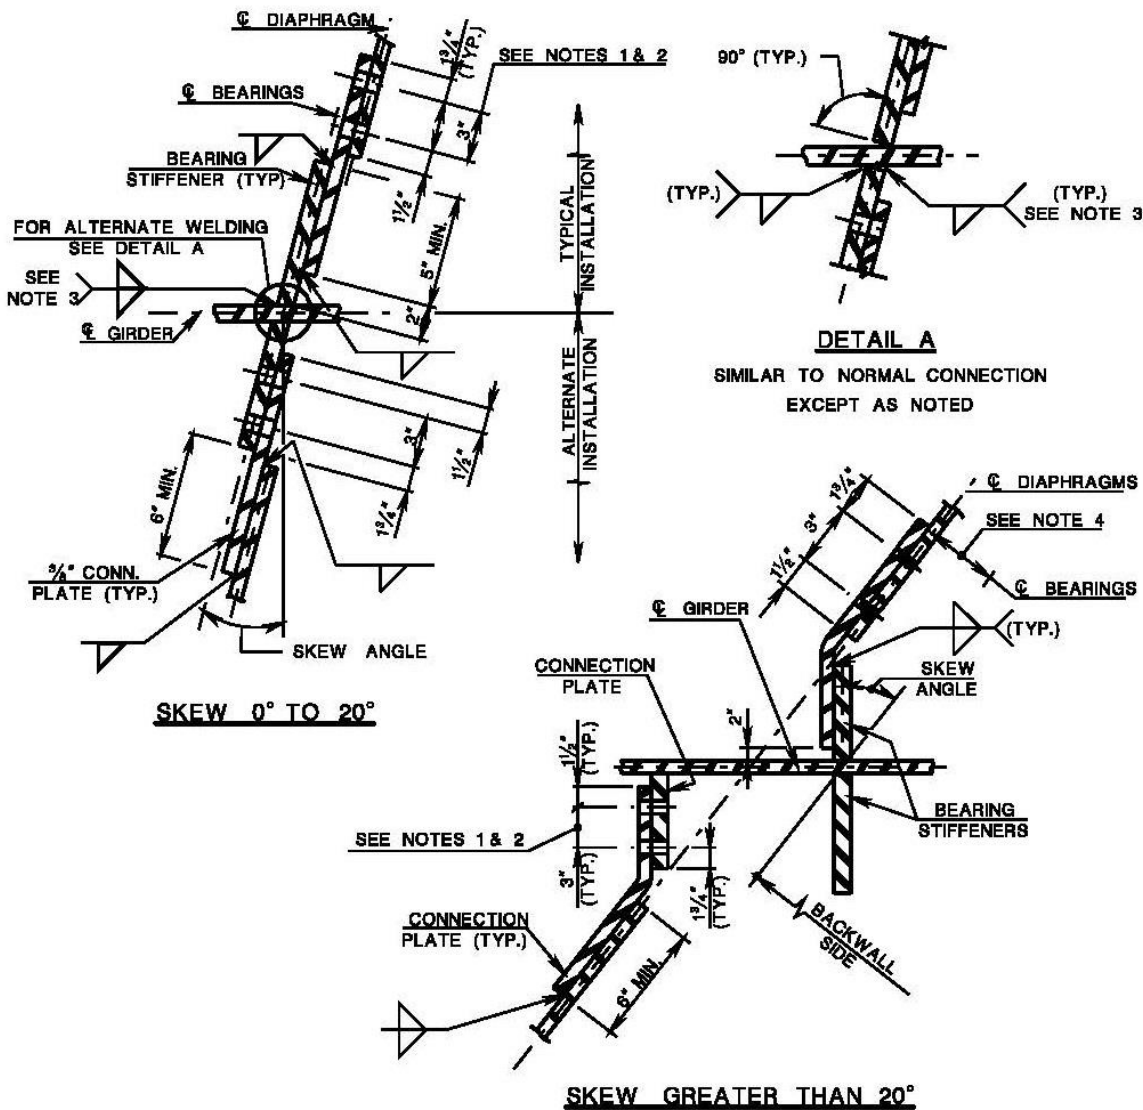 ℄ DIAPHRAGM
1¾"
(TYP.)
SEE NOTES 1 & 2
℄ BEARINGS
3"
BEARING
STIFFENER (TYP)
1½"
FOR ALTERNATE WELDING
SEE DETAIL A
5" MIN.
TYPICAL
INSTALLATION
SEE
NOTE 3
2"
℄ GIRDER
ALTERNATE
INSTALLATION
3"
1½"
1¾"
6" MIN.
⅜" CONN.
PLATE (TYP.)
SKEW ANGLE
SKEW 0° TO 20°
90° (TYP.)
(TYP.)
(TYP.)
SEE NOTE 3
DETAIL A
SIMILAR TO NORMAL CONNECTION
EXCEPT AS NOTED
℄ DIAPHRAGMS
1¾"
3"
1½"
SEE NOTE 4
℄ BEARINGS
℄ GIRDER
(TYP.)
CONNECTION
PLATE
SKEW
ANGLE
2"
1½"
(TYP.)
SEE NOTES 1 & 2
3"
(TYP.)
1¾"
(TYP.)
BEARING
STIFFENERS
BACKWALL
SIDE
CONNECTION
PLATE (TYP.)
6" MIN.
SKEW GREATER THAN 20°